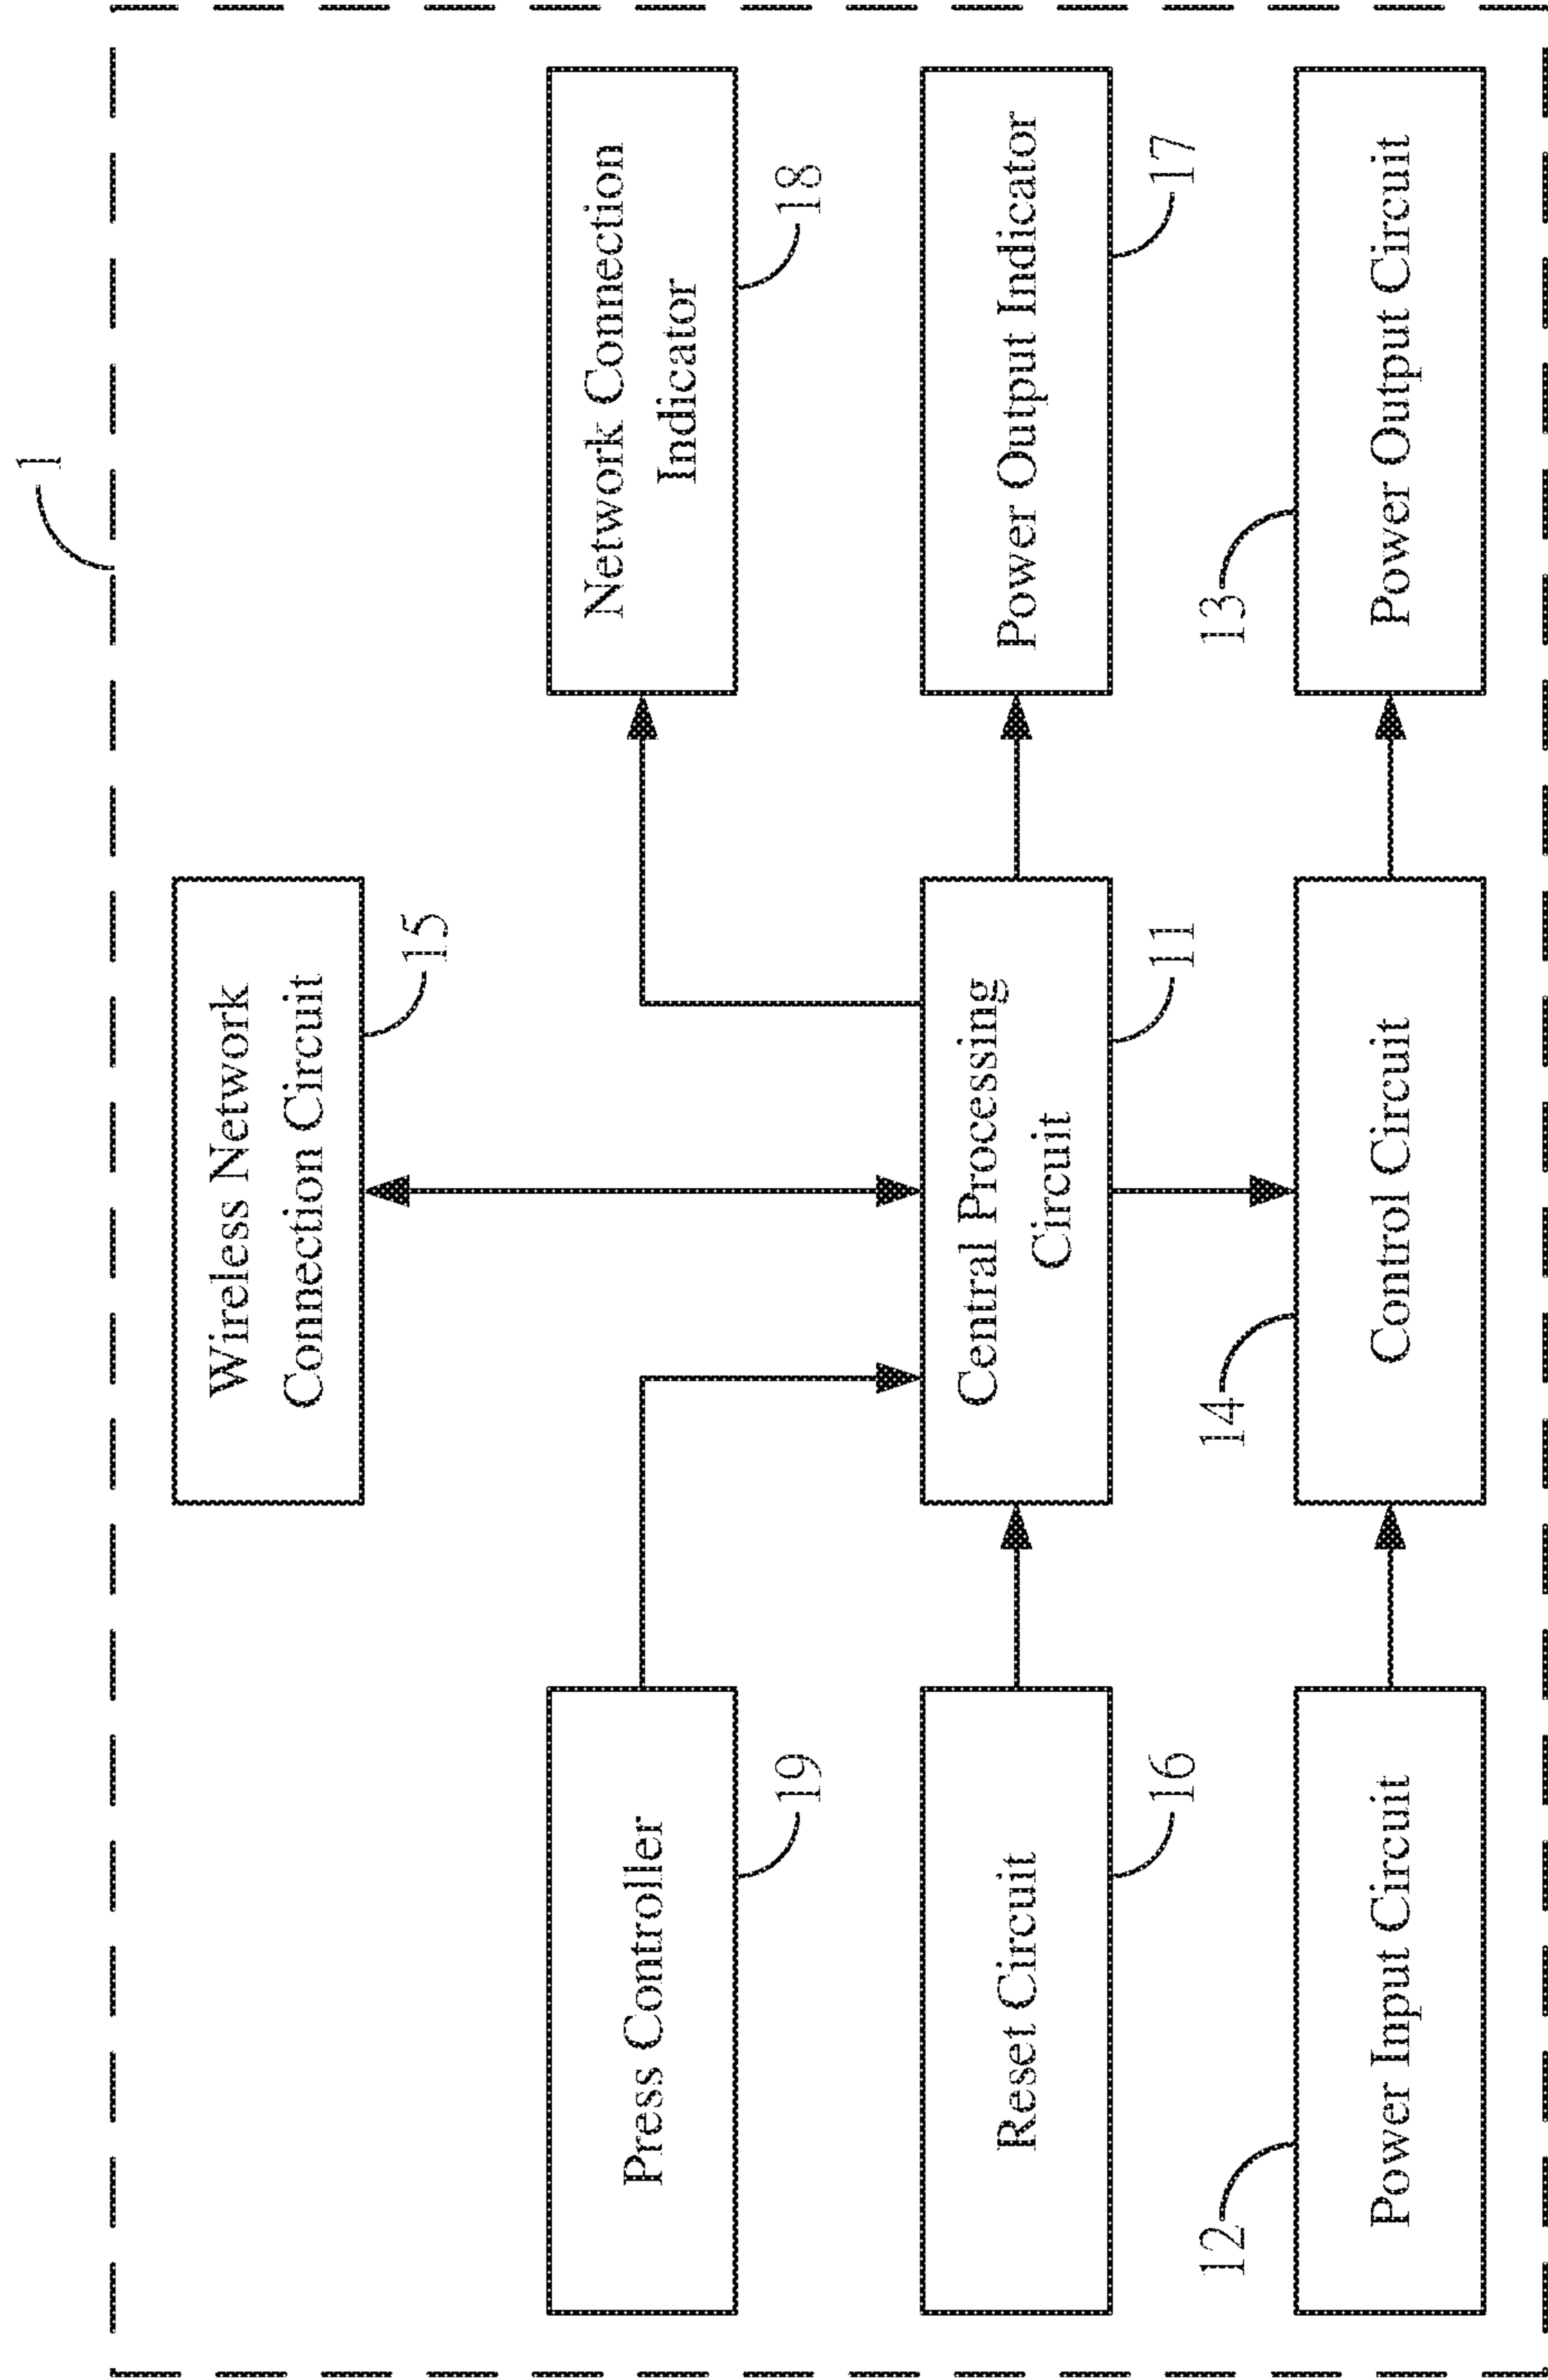 1
Wireless Network
Connection Circuit
15
Press Controller
19
Network Connection
Indicator
18
Reset Circuit
16
Central Processing
Circuit
11
Power Output Indicator
17
12
Power Input Circuit
14
Control Circuit
13
Power Output Circuit